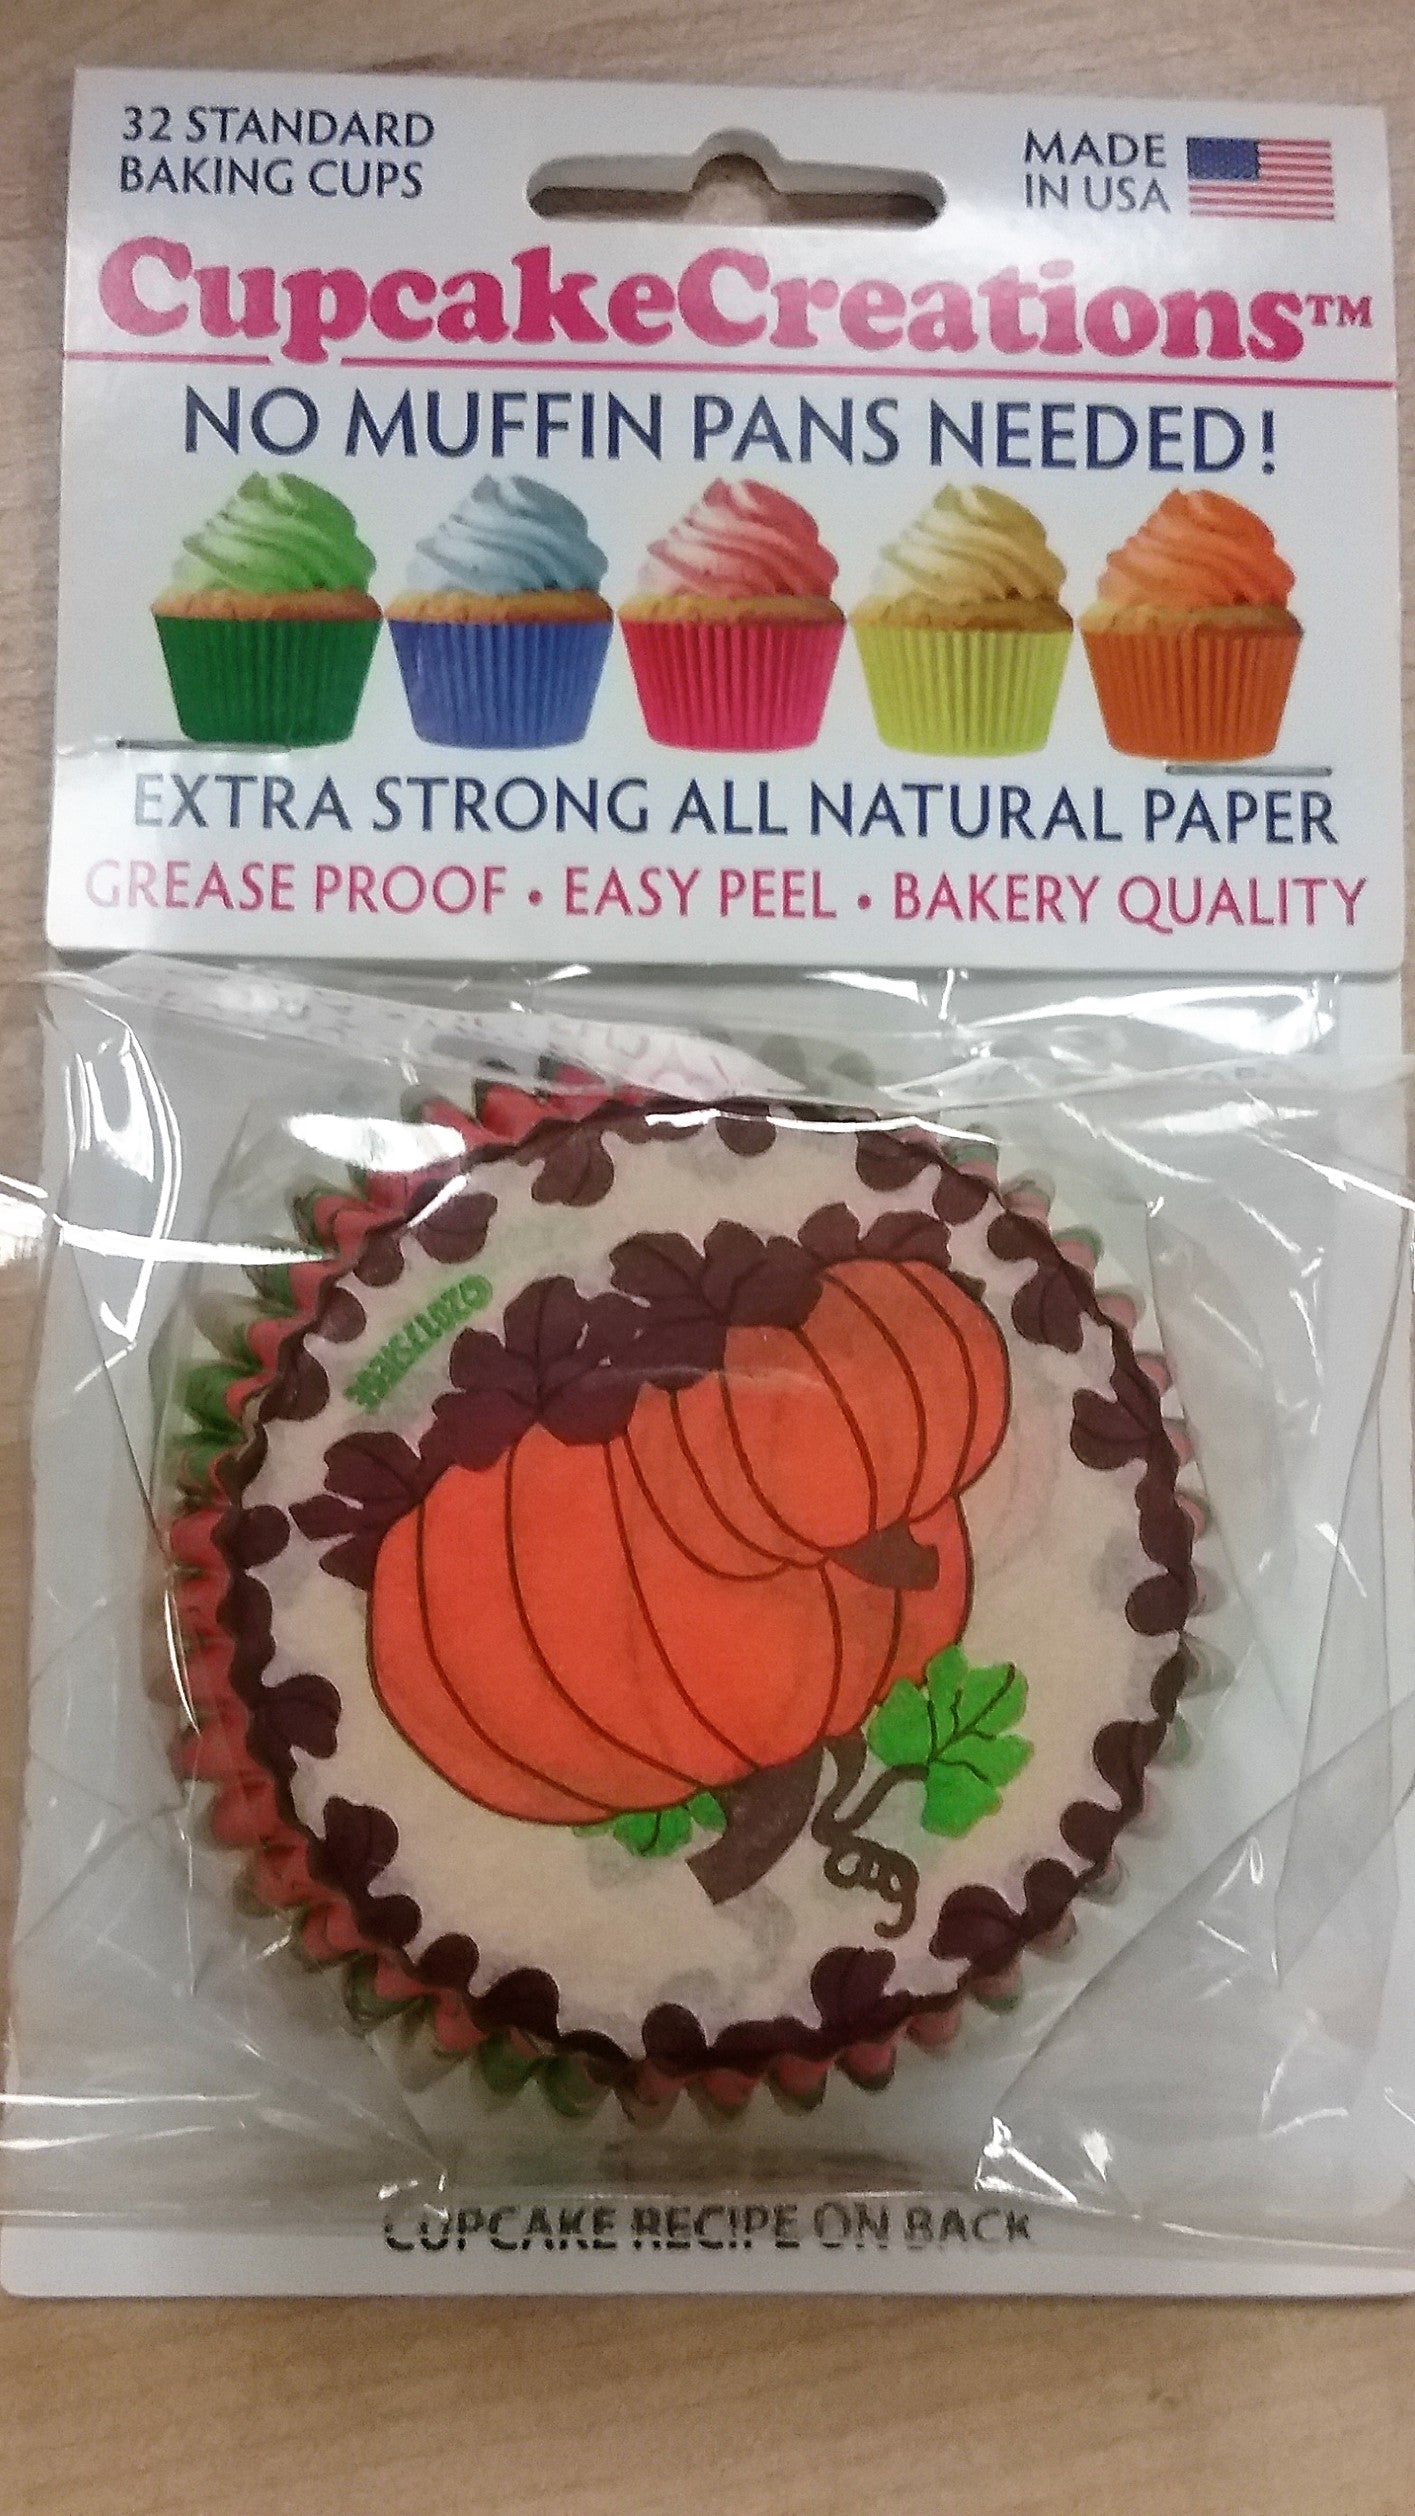 32 STANDARD
BAKING CUPS
MADE
IN USA
CupcakeCreations™
NO MUFFIN PANS NEEDED!
EXTRA STRONG ALL NATURAL PAPER
GREASE PROOF • EASY PEEL • BAKERY QUALITY
CUPCAKE RECIPE ON BACK